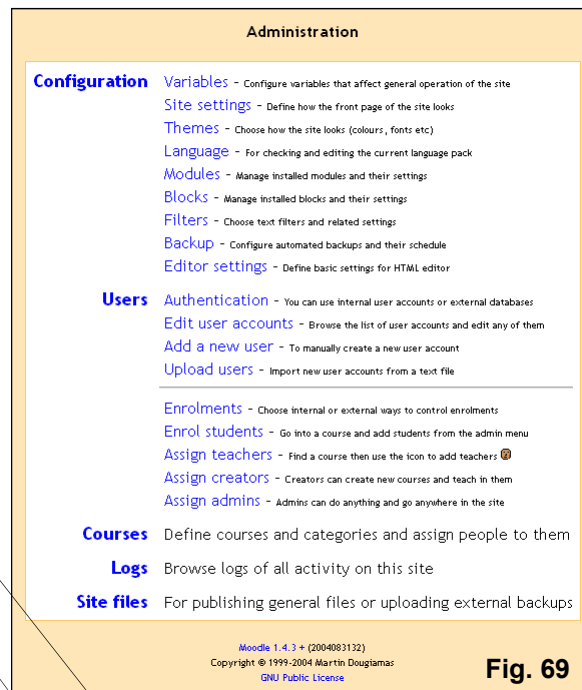 Administration
Configuration Variables - Configure variables that affect general operation of the site
Site settings - Define how the front page of the site looks
Themes - Choose how the site looks (colours, fonts etc)
Language - For checking and editing the current language pack
Modules - Manage installed modules and their settings
Blocks - Manage installed blocks and their settings
Filters - Choose text filters and related settings
Backup - Configure automated backups and their schedule
Editor settings - Define basic settings for HTML editor
Users Authentication - You can use internal user accounts or external databases
Edit user accounts - Browse the list of user accounts and edit any of them
Add a new user - To manually create a new user account
Upload users - Import new user accounts from a text file
Enrolments - Choose internal or external ways to control enrolments
Enrol students - Go into a course and add students from the admin menu
Assign teachers - Find a course then use the icon to add teachers
Assign creators - Creators can create new courses and teach in them
Assign admins - Admins can do anything and go anywhere in the site
Courses Define courses and categories and assign people to them
Logs Browse logs of all activity on this site
Site files For publishing general files or uploading external backups
Moodle 1.4.3 + (2004083132)
Copyright © 1999-2004 Martin Dougiamas
GNU Public License
Fig. 69